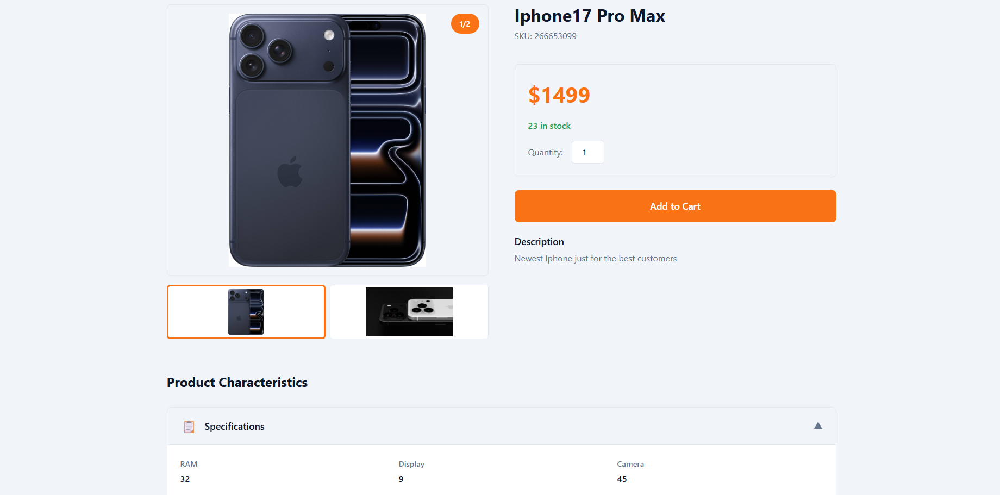 1/2
Iphone17 Pro Max
SKU: 266653099
$1499
23 in stock
Quantity: 1
Add to Cart
Description
Newest Iphone just for the best customers
Product Characteristics
Specifications
RAM
32
Display
9
Camera
45